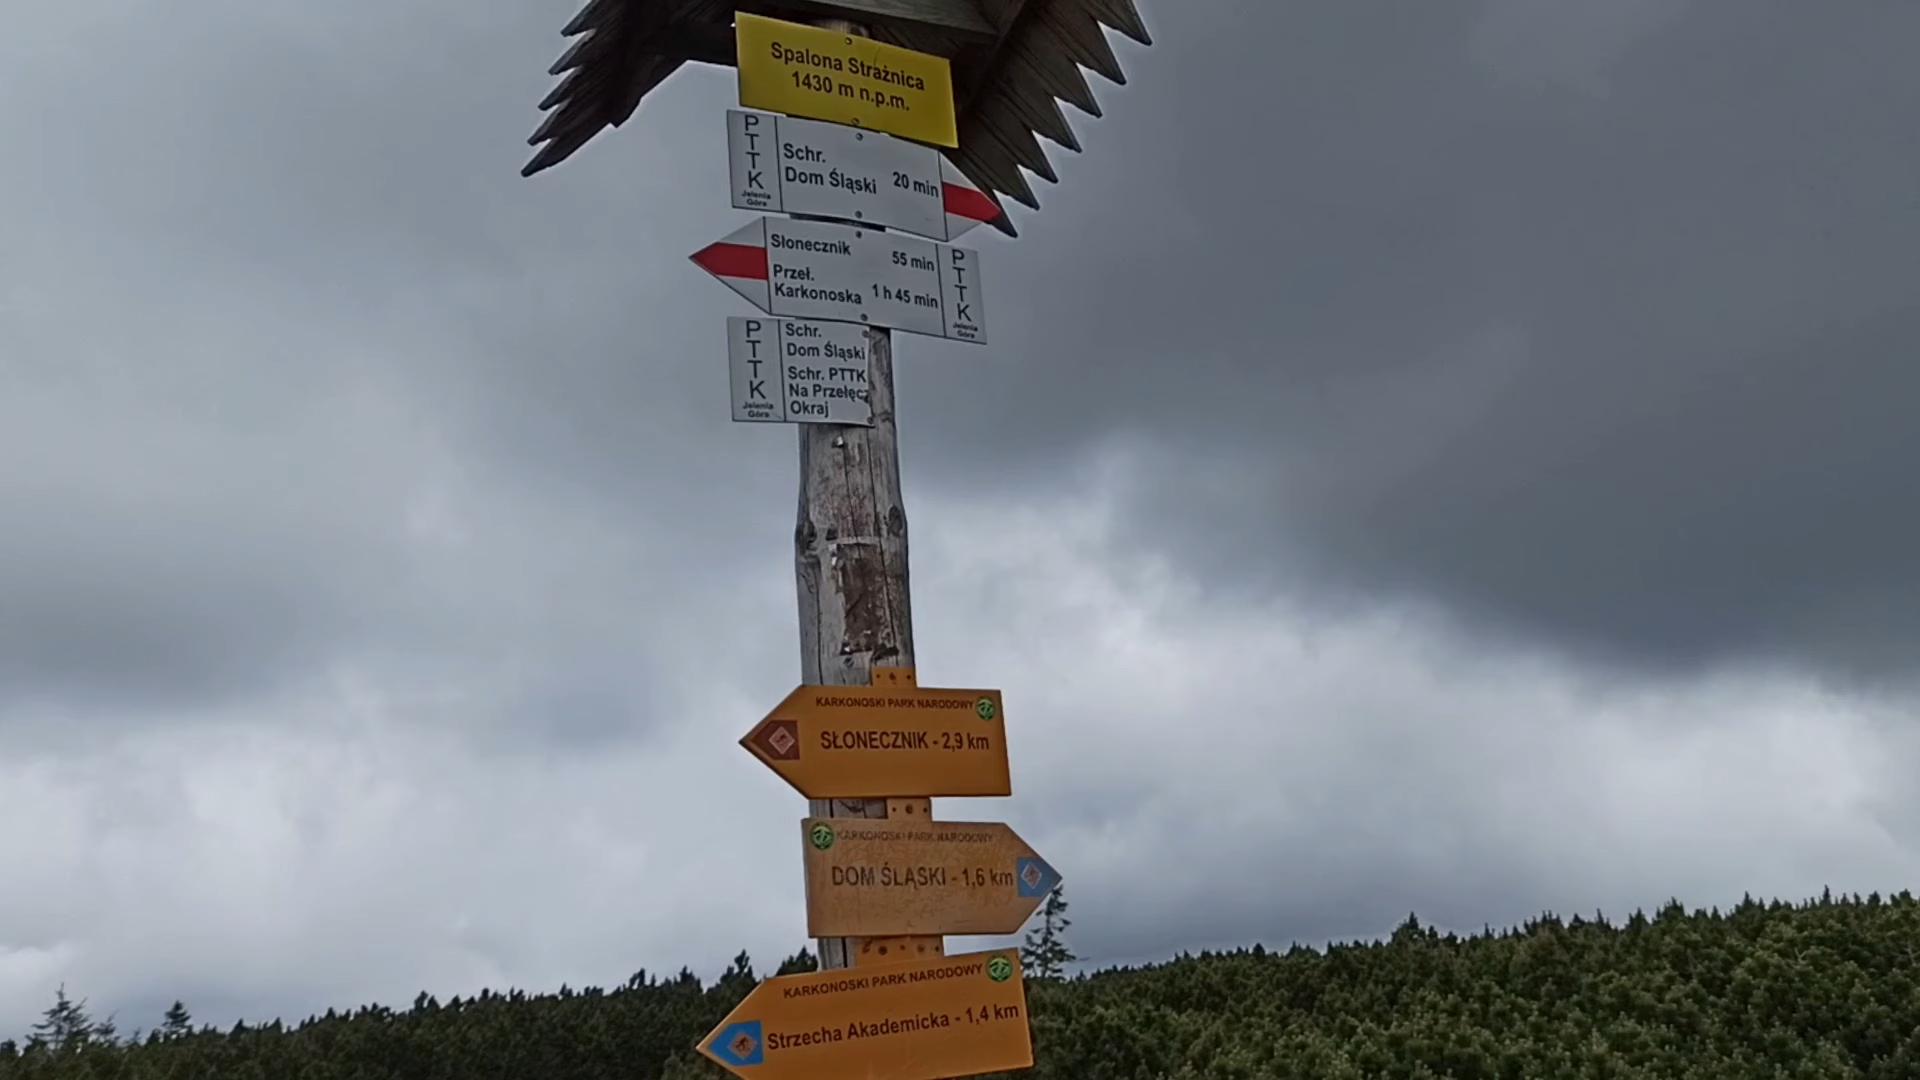 Spalona Strażnica
1430 m n.p.m.
PTTK
Jelenia
Góra
Schr.
Dom Śląski 20 min
Słonecznik 55 min
Przeł.
Karkonoska 1 h 45 min
PTTK
Jelenia
Góra
PTTK
Jelenia
Góra
Schr.
Dom Śląski
Schr. PTTK
Na Przełęcz
Okraj
KARKONOSKI PARK NARODOWY
SŁONECZNIK - 2,9 km
KARKONOSKI PARK NARODOWY
DOM ŚLĄSKI - 1,6 km
KARKONOSKI PARK NARODOWY
Strzecha Akademicka - 1,4 km